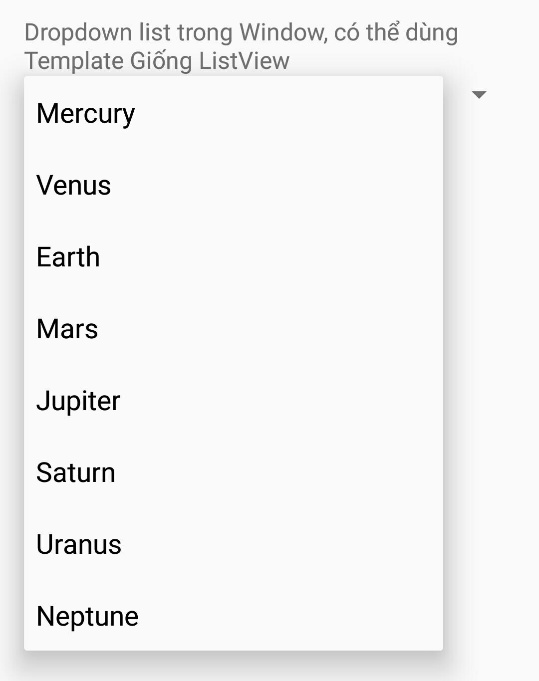 Dropdown list trong Window, có thể dùng
Template Giống ListView
Mercury
Venus
Earth
Mars
Jupiter
Saturn
Uranus
Neptune